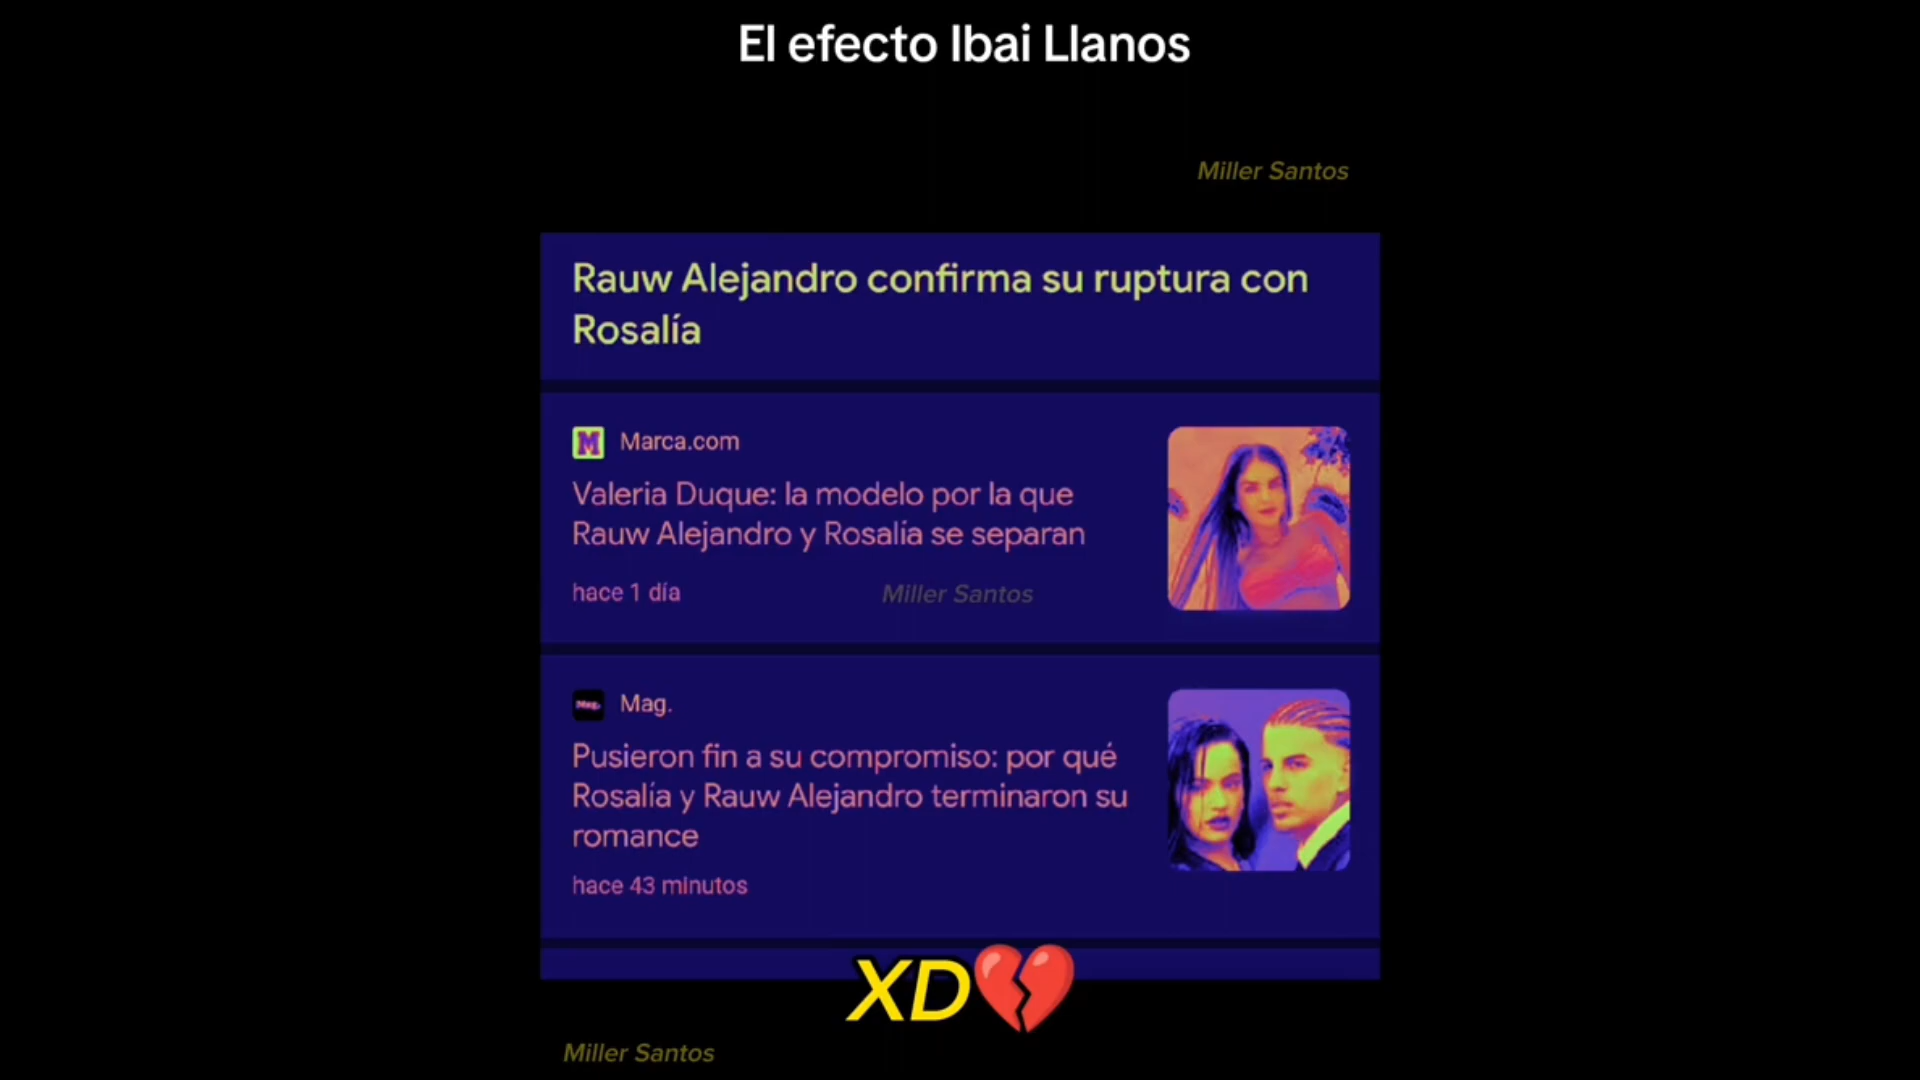 El efecto Ibai Llanos
Miller Santos
Rauw Alejandro confirma su ruptura con
Rosalía
M Marca.com
Valeria Duque: la modelo por la que
Rauw Alejandro y Rosalía se separan
hace 1 día
Miller Santos
Mag. Mag.
Pusieron fin a su compromiso: por qué
Rosalía y Rauw Alejandro terminaron su
romance
hace 43 minutos
XD💔
Miller Santos